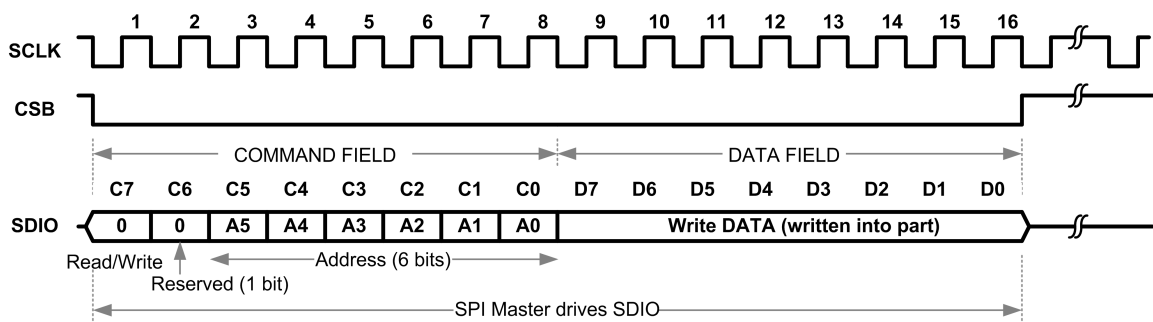 1 2 3 4 5 6 7 8 9 10 11 12 13 14 15 16
SCLK
CSB
COMMAND FIELD DATA FIELD
C7 C6 C5 C4 C3 C2 C1 C0 D7 D6 D5 D4 D3 D2 D1 D0
SDIO 0 0 A5 A4 A3 A2 A1 A0 Write DATA (written into part)
Read/Write Address (6 bits)
Reserved (1 bit)
SPI Master drives SDIO